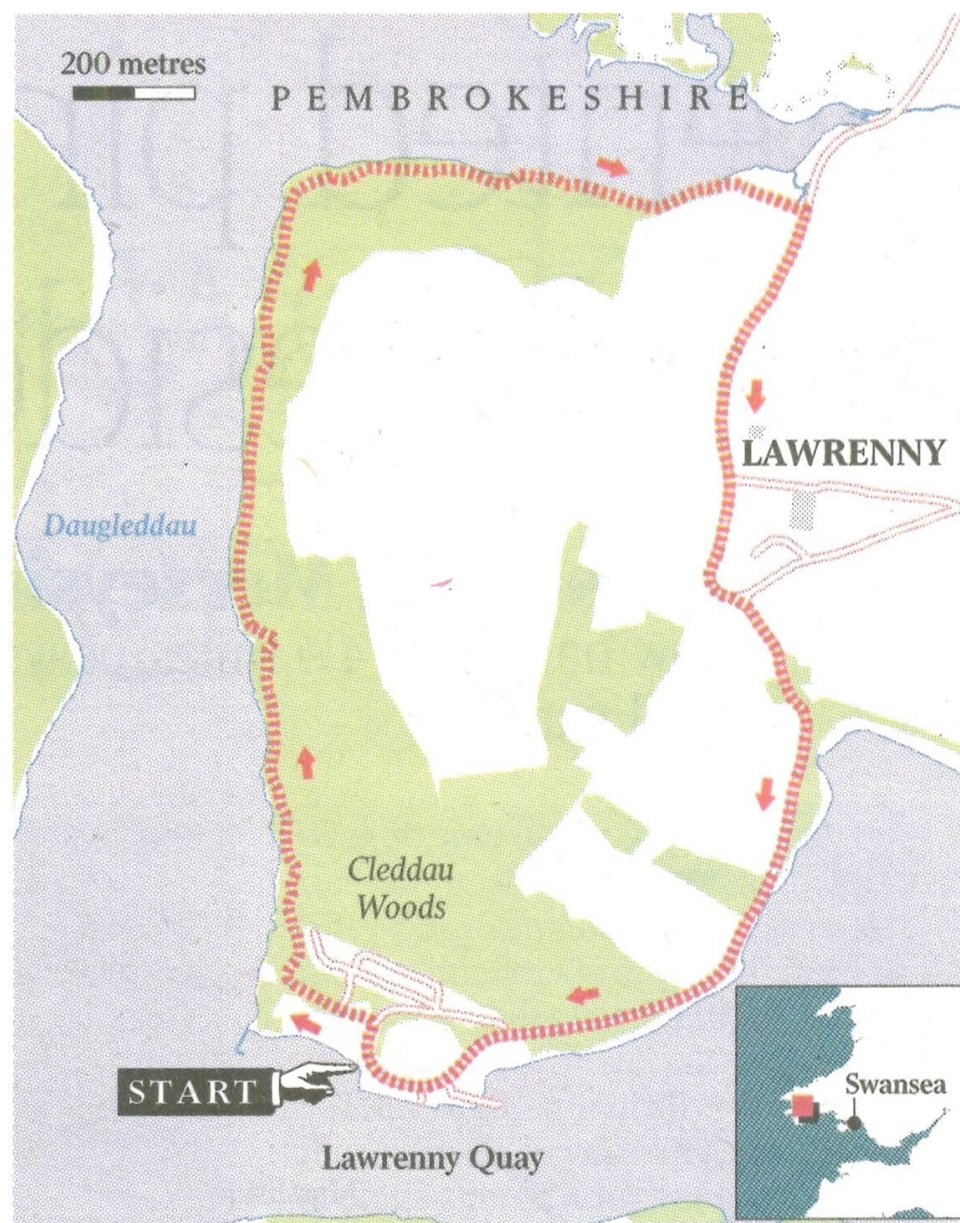 200 metres
PEMBROKESHIRE
LAWRENNY
Daugleddau
Cleddau
Woods
START
Swansea
Lawrenny Quay